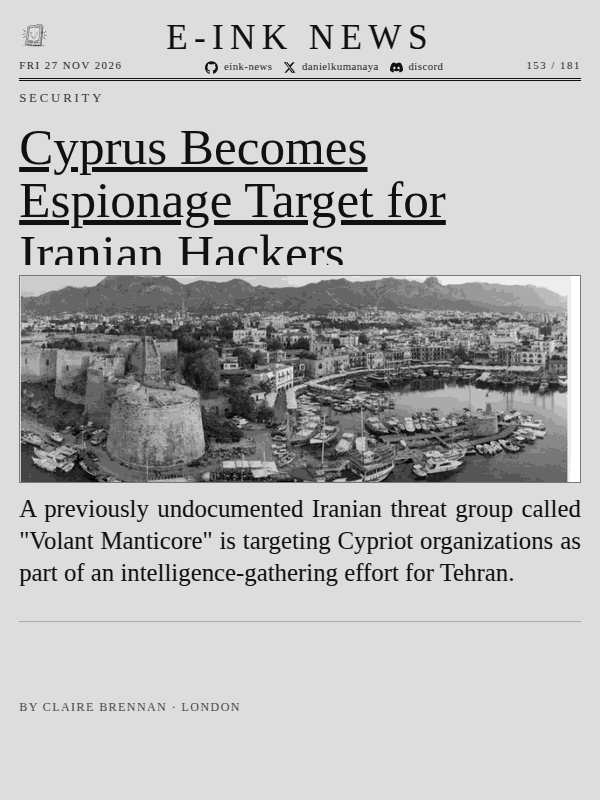 E-INK NEWS
FRI 27 NOV 2026
eink-news
danielkumanaya
discord
153 / 181
SECURITY
Cyprus Becomes
Espionage Target for
Iranian Hackers
A previously undocumented Iranian threat group called
"Volant Manticore" is targeting Cypriot organizations as
part of an intelligence-gathering effort for Tehran.
BY CLAIRE BRENNAN · LONDON